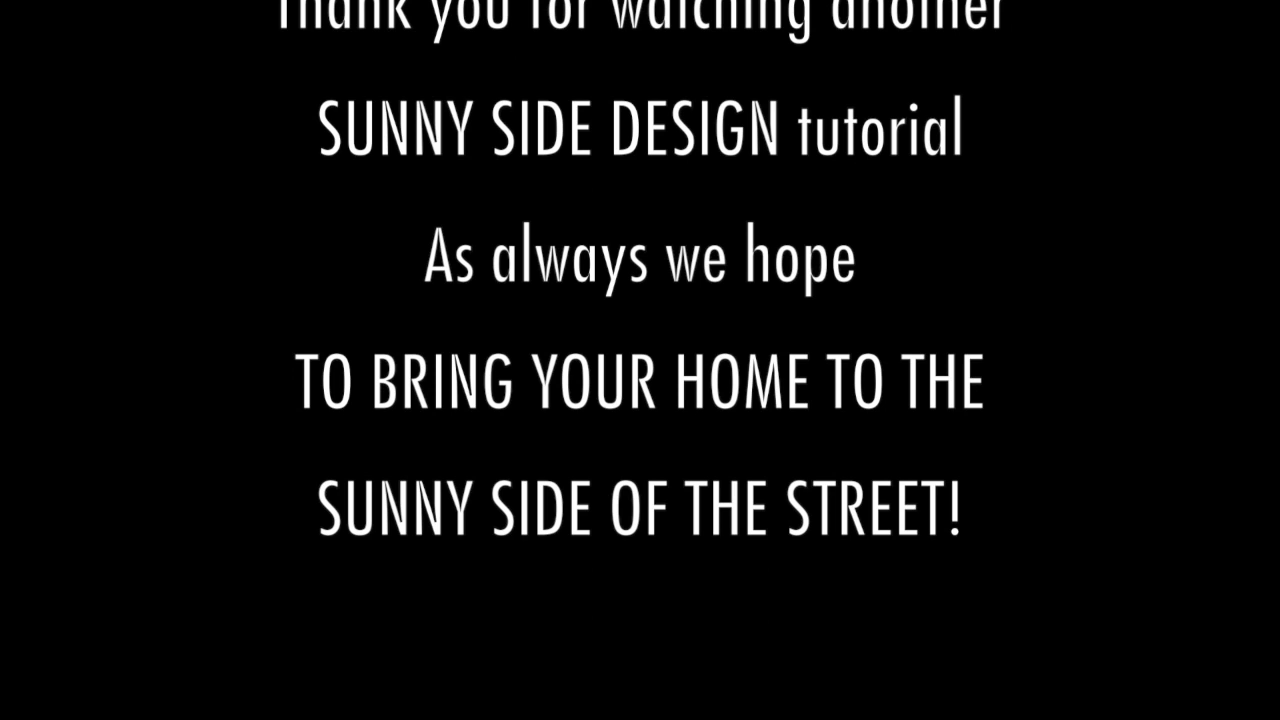 Thank you for watching another
SUNNY SIDE DESIGN tutorial
As always we hope
TO BRING YOUR HOME TO THE
SUNNY SIDE OF THE STREET!